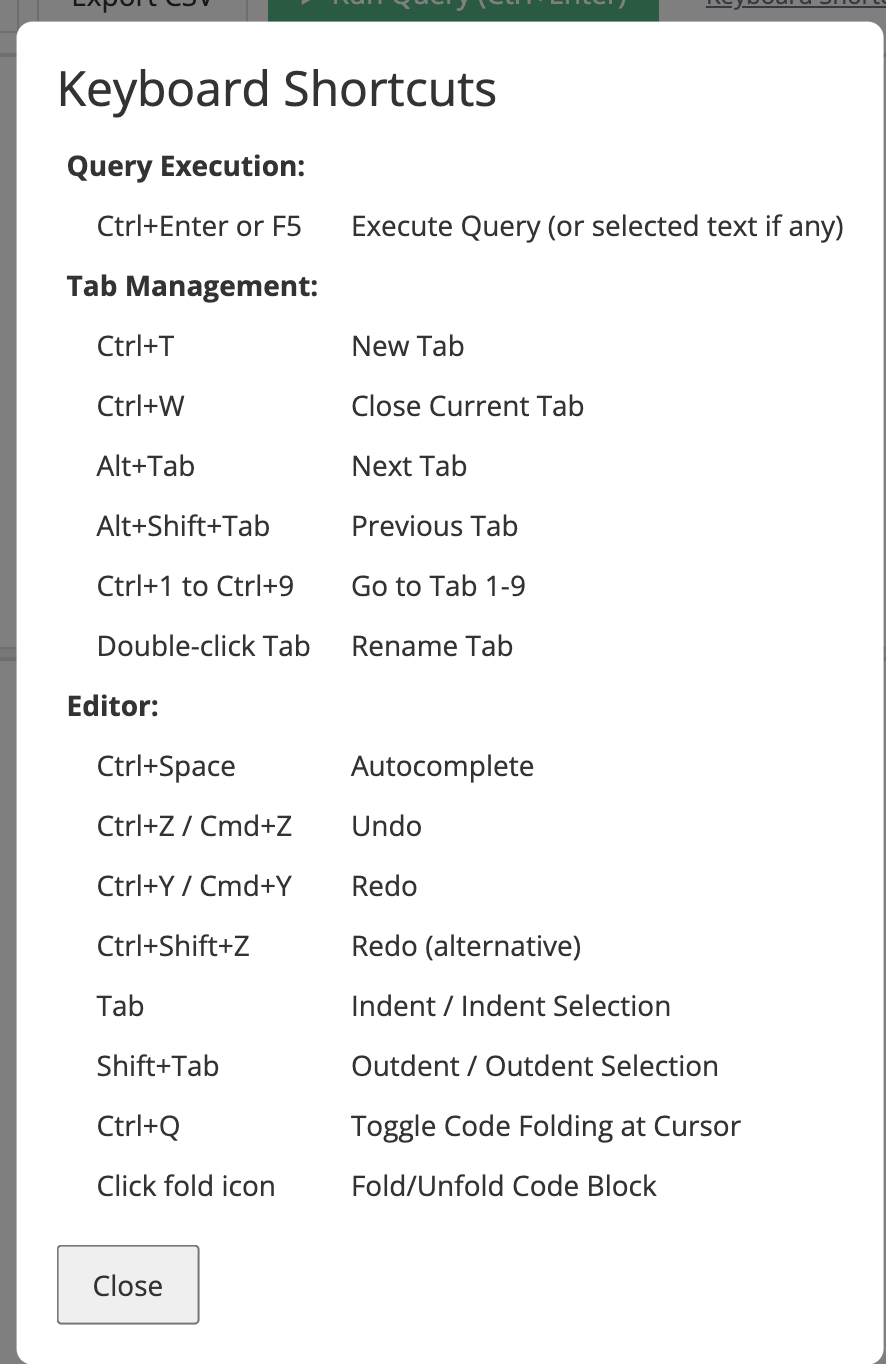 Export CSV Run Query (Ctrl+Enter) Keyboard
Keyboard Shortcuts
Query Execution:
Ctrl+Enter or F5 Execute Query (or selected text if any)
Tab Management:
Ctrl+T New Tab
Ctrl+W Close Current Tab
Alt+Tab Next Tab
Alt+Shift+Tab Previous Tab
Ctrl+1 to Ctrl+9 Go to Tab 1-9
Double-click Tab Rename Tab
Editor:
Ctrl+Space Autocomplete
Ctrl+Z / Cmd+Z Undo
Ctrl+Y / Cmd+Y Redo
Ctrl+Shift+Z Redo (alternative)
Tab Indent / Indent Selection
Shift+Tab Outdent / Outdent Selection
Ctrl+Q Toggle Code Folding at Cursor
Click fold icon Fold/Unfold Code Block
Close